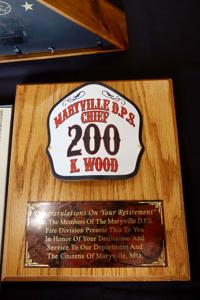 MARYVILLE D.P.S.
CHIEF
200
K. WOOD
"Congratulations On Your Retirement"
The Members Of The Maryville D.P.S.
Fire Division Present This To You
In Honor Of Your Dedication And
Service To Our Department And
The Citizens Of Maryville, MO.